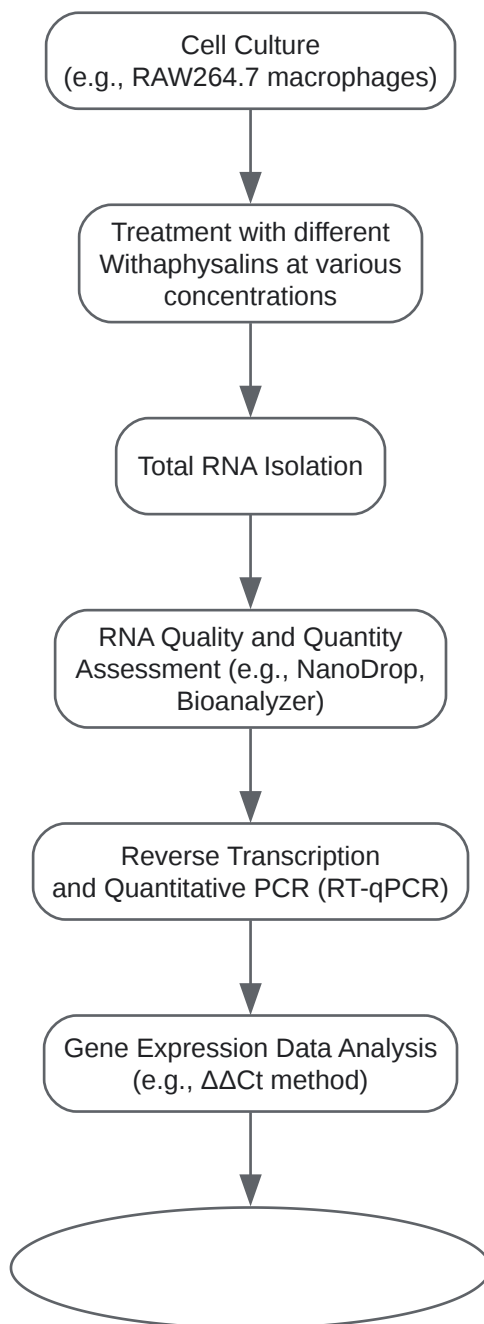 Cell Culture
(e.g., RAW264.7 macrophages)
Treatment with different
Withaphysalins at various
concentrations
Total RNA Isolation
RNA Quality and Quantity
Assessment (e.g., NanoDrop,
Bioanalyzer)
Reverse Transcription
and Quantitative PCR (RT-qPCR)
Gene Expression Data Analysis
(e.g., ΔΔCt method)